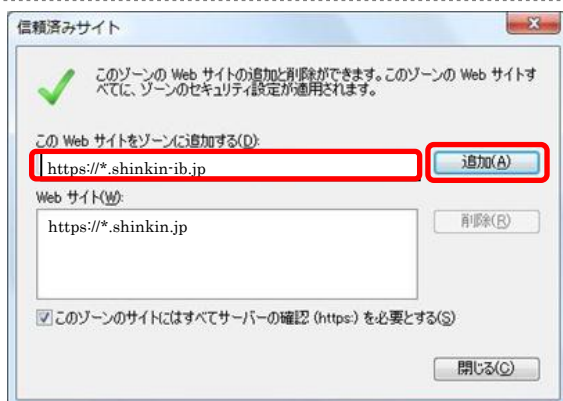 信頼済みサイト
このゾーンの Web サイトの追加と削除ができます。このゾーンの Web サイトす
べてに、ゾーンのセキュリティ設定が適用されます。
この Web サイトをゾーンに追加する(D):
https://*.shinkin-ib.jp
追加(A)
Web サイト(W):
https://*.shinkin.jp
削除(R)
このゾーンのサイトにはすべてサーバーの確認 (https:) を必要とする(S)
閉じる(C)